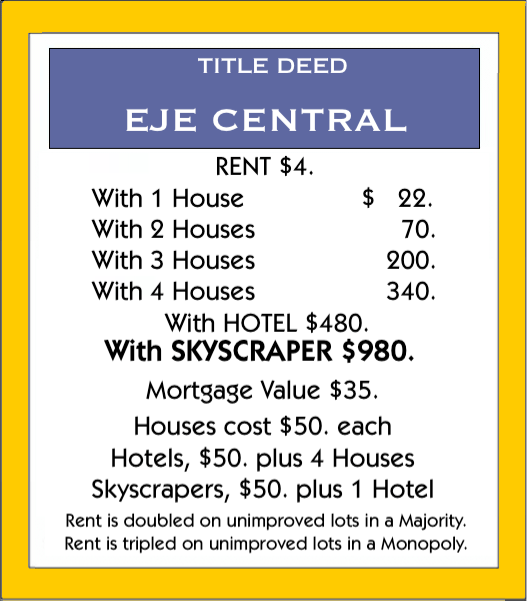 TITLE DEED
EJE CENTRAL
RENT $4.
With 1 House $ 22.
With 2 Houses 70.
With 3 Houses 200.
With 4 Houses 340.
With HOTEL $480.
With SKYSCRAPER $980.
Mortgage Value $35.
Houses cost $50. each
Hotels, $50. plus 4 Houses
Skyscrapers, $50. plus 1 Hotel
Rent is doubled on unimproved lots in a Majority.
Rent is tripled on unimproved lots in a Monopoly.